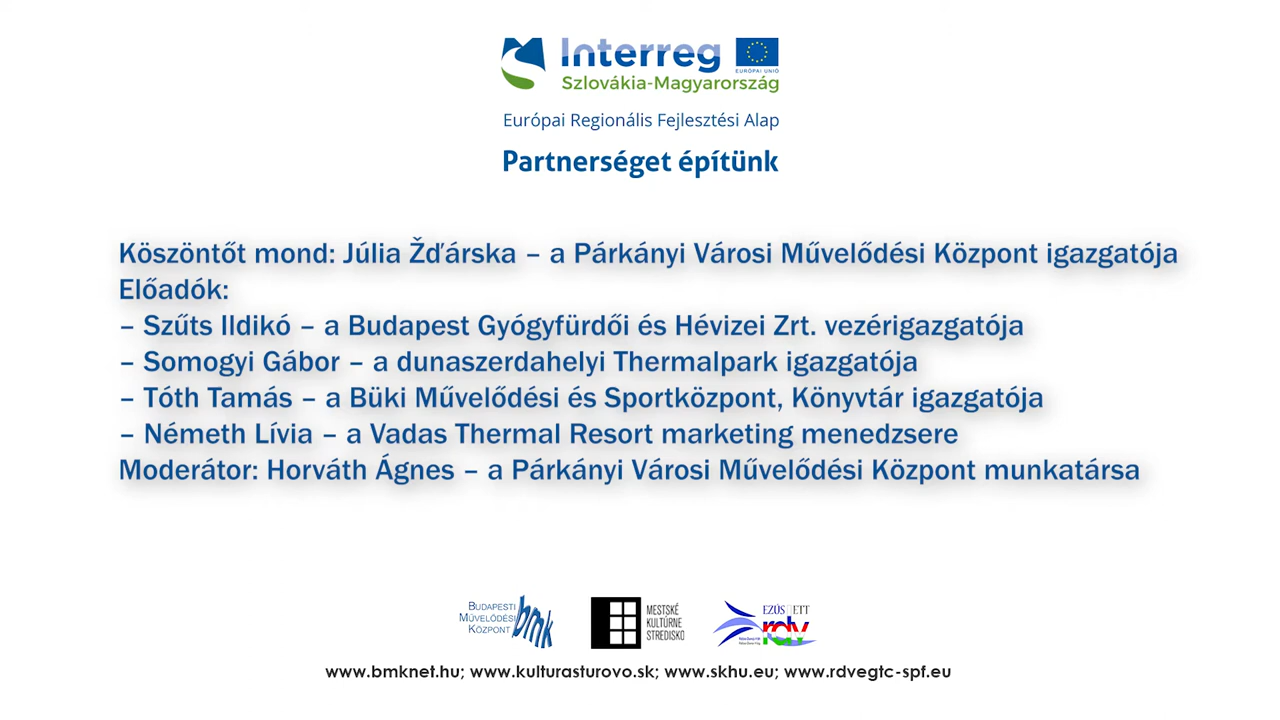 Interreg
EURÓPAI UNIÓ
Szlovákia-Magyarország
Európai Regionális Fejlesztési Alap
Partnerséget építünk
Köszöntőt mond: Júlia Žďárska – a Párkányi Városi Művelődési Központ igazgatója
Előadók:
– Szűts Ildikó – a Budapest Gyógyfürdői és Hévizei Zrt. vezérigazgatója
– Somogyi Gábor – a dunaszerdahelyi Thermalpark igazgatója
– Tóth Tamás – a Büki Művelődési és Sportközpont, Könyvtár igazgatója
– Németh Lívia – a Vadas Thermal Resort marketing menedzsere
Moderátor: Horváth Ágnes – a Párkányi Városi Művelődési Központ munkatársa
BUDAPESTI
MŰVELŐDÉSI
KÖZPONT
bmk
MESTSKÉ
KULTÚRNE
STREDISKO
rdv
www.bmknet.hu; www.kulturasturovo.sk; www.skhu.eu; www.rdvegtc-spf.eu